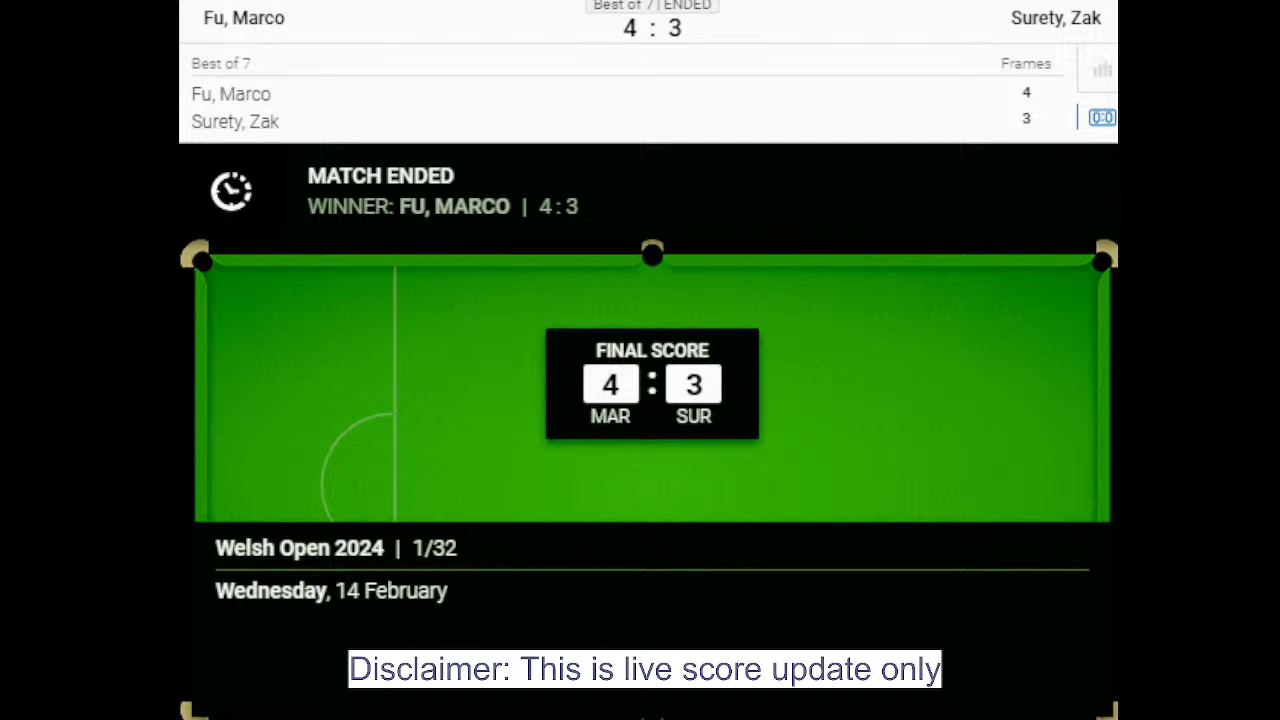 Best of 7 | ENDED
Fu, Marco
4 : 3
Surety, Zak
Best of 7
Frames
Fu, Marco
4
Surety, Zak
3
0:0
MATCH ENDED
WINNER: FU, MARCO | 4 : 3
FINAL SCORE
4 : 3
MAR SUR
Welsh Open 2024 | 1/32
Wednesday, 14 February
Disclaimer: This is live score update only